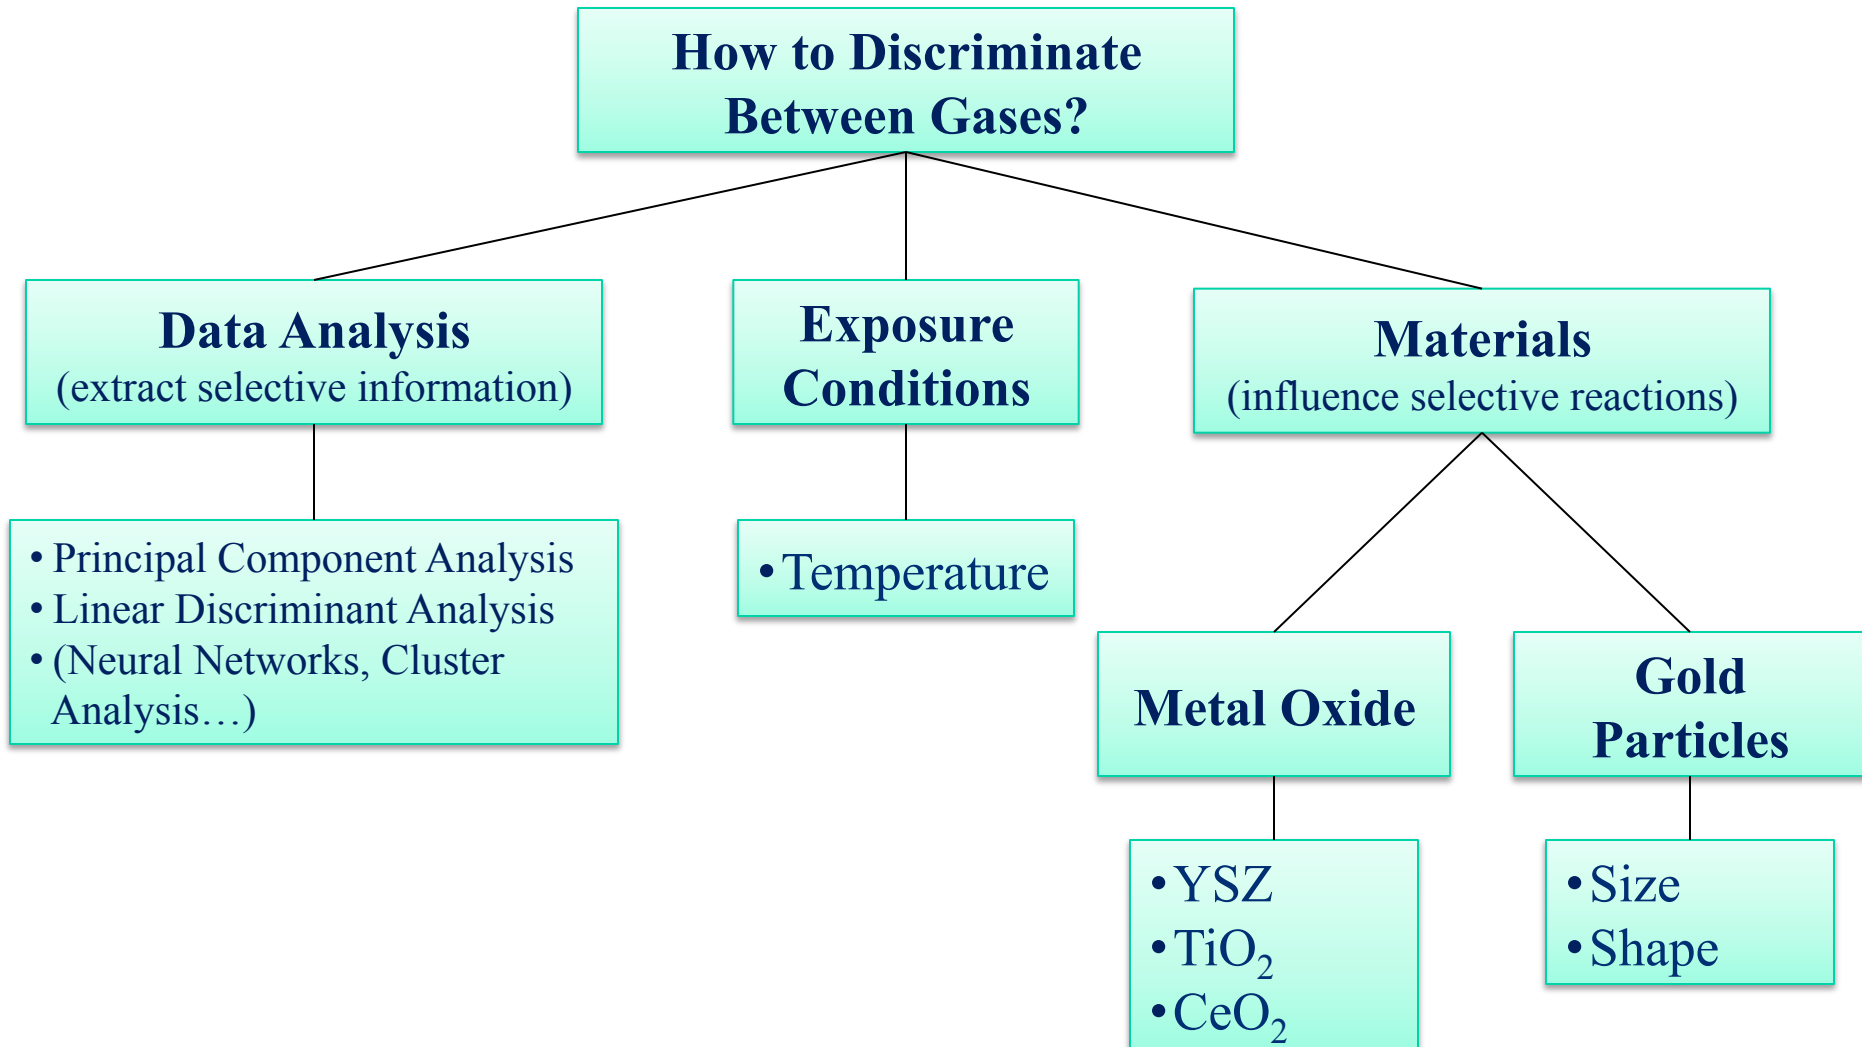 How to Discriminate
Between Gases?
Data Analysis
(extract selective information)
Exposure
Conditions
Materials
(influence selective reactions)
• Principal Component Analysis
• Linear Discriminant Analysis
• (Neural Networks, Cluster
Analysis…)
• Temperature
Metal Oxide
Gold
Particles
• YSZ
• TiO₂
• CeO₂
• Size
• Shape